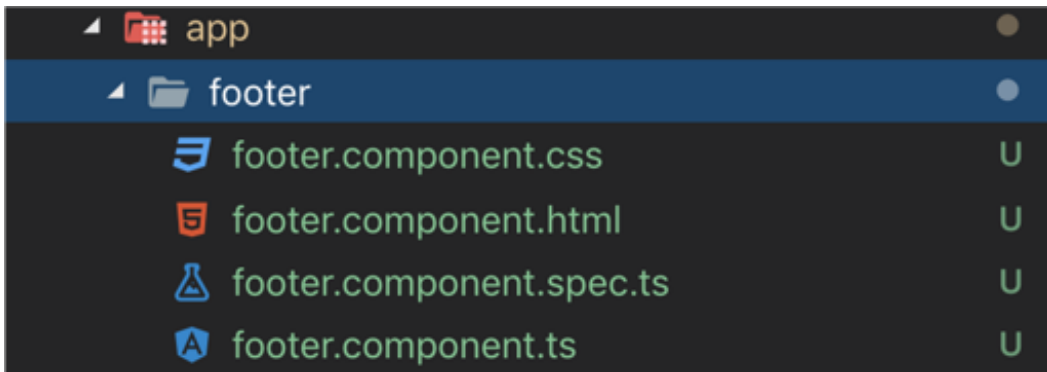 app
footer
footer.component.css U
footer.component.html U
footer.component.spec.ts U
footer.component.ts U